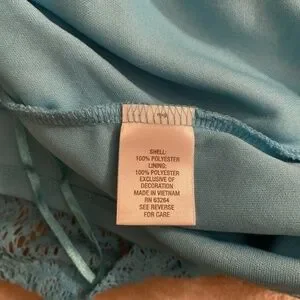 SHELL:
100% POLYESTER
LINING:
100% POLYESTER
EXCLUSIVE OF
DECORATION
MADE IN VIETNAM
RN 63264
SEE REVERSE
FOR CARE